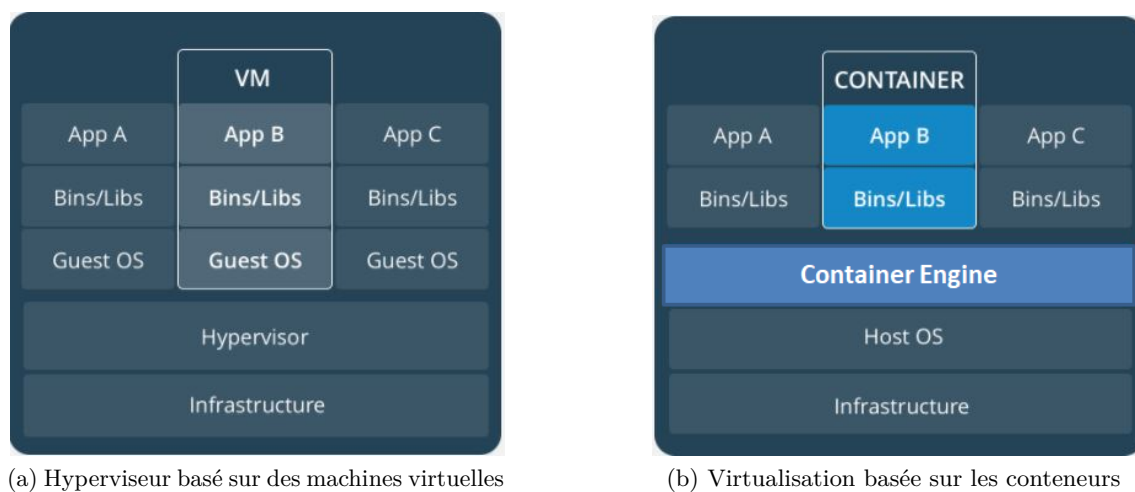 VM
App A App B App C
Bins/Libs Bins/Libs Bins/Libs
Guest OS Guest OS Guest OS
Hypervisor
Infrastructure
(a) Hyperviseur basé sur des machines virtuelles
CONTAINER
App A App B App C
Bins/Libs Bins/Libs Bins/Libs
Container Engine
Host OS
Infrastructure
(b) Virtualisation basée sur les conteneurs